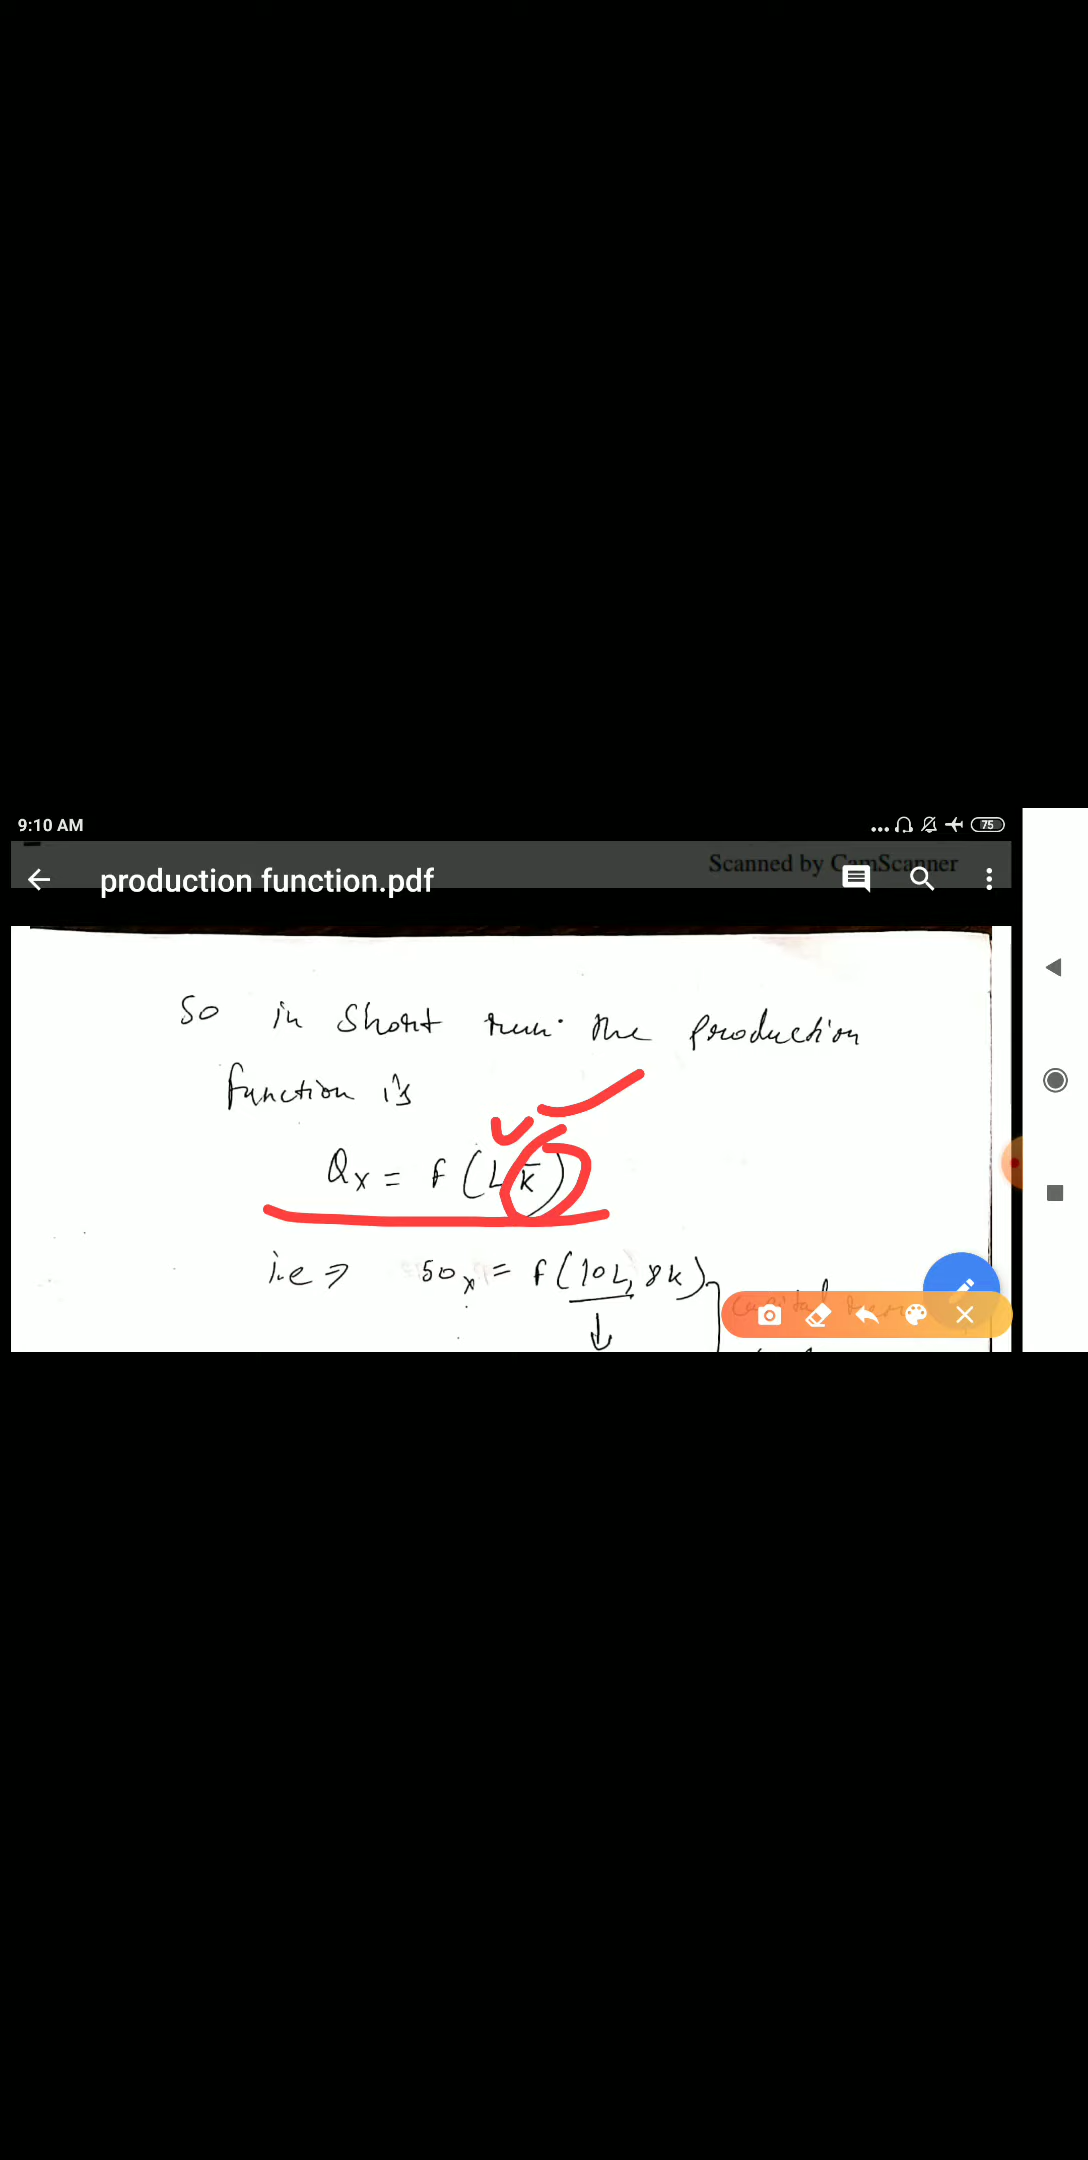 9:10 AM
75
Scanned by CamScanner
production function.pdf
So in Short run the production
function is
Qx = f (L, k̄)
i.e ⇒ 50x = f (10L, 8k)